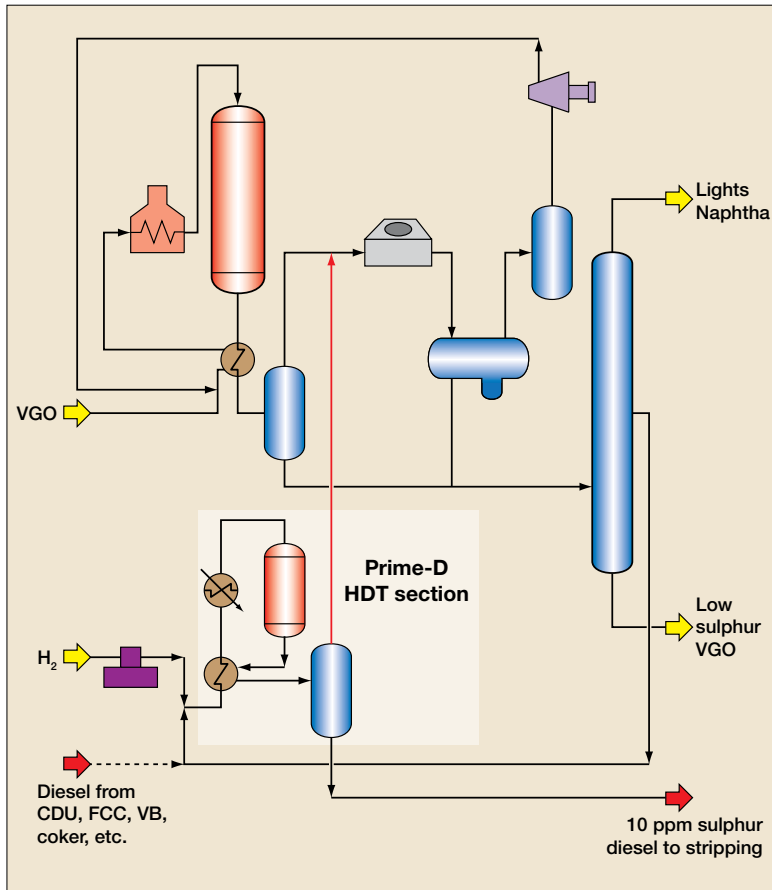 Lights
Naphtha
VGO
Prime-D
HDT section
Low
sulphur
VGO
H₂
Diesel from
CDU, FCC, VB,
coker, etc.
10 ppm sulphur
diesel to stripping